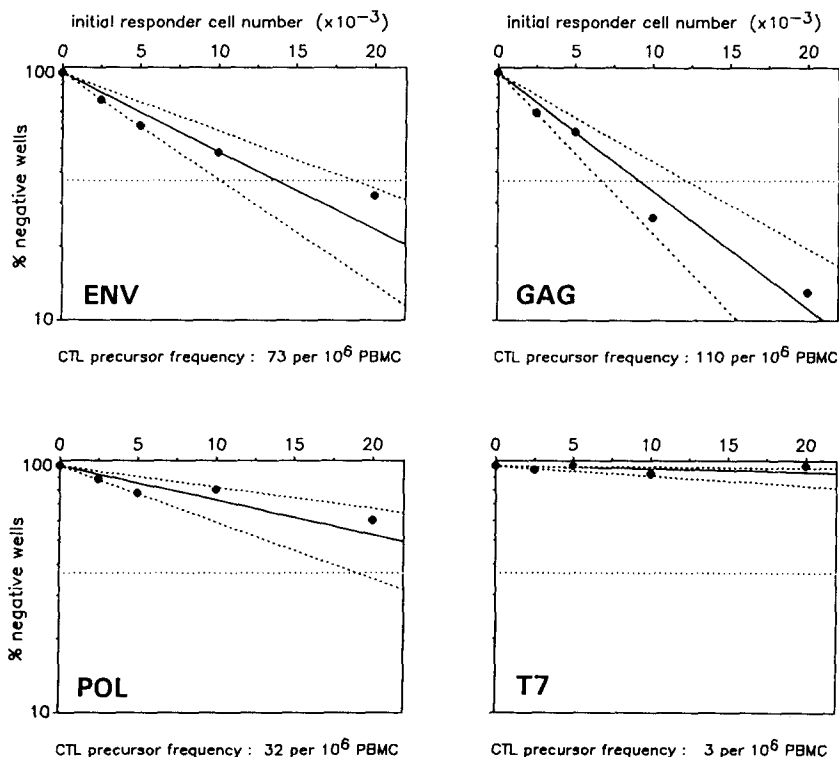 initial responder cell number (x10⁻³)
initial responder cell number (x10⁻³)
0 5 10 15 20
0 5 10 15 20
100
10
% negative wells
ENV
GAG
CTL precursor frequency : 73 per 10⁶ PBMC
CTL precursor frequency : 110 per 10⁶ PBMC
0 5 10 15 20
0 5 10 15 20
100
10
% negative wells
POL
T7
CTL precursor frequency : 32 per 10⁶ PBMC
CTL precursor frequency : 3 per 10⁶ PBMC